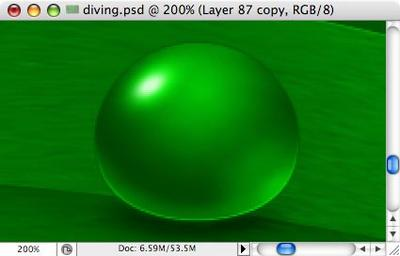 diving.psd @ 200% (Layer 87 copy, RGB/8)
200% Doc: 6.59M/53.5M